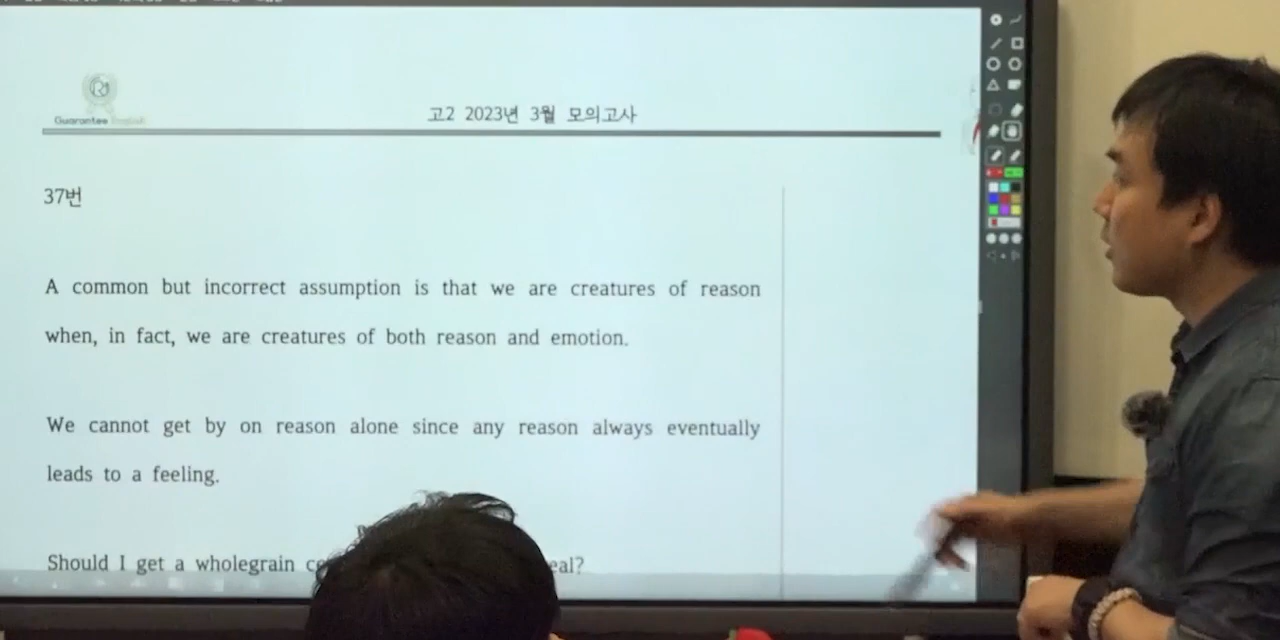 Guarantee English
고2 2023년 3월 모의고사
37번
A common but incorrect assumption is that we are creatures of reason
when, in fact, we are creatures of both reason and emotion.
We cannot get by on reason alone since any reason always eventually
leads to a feeling.
Should I get a wholegrain